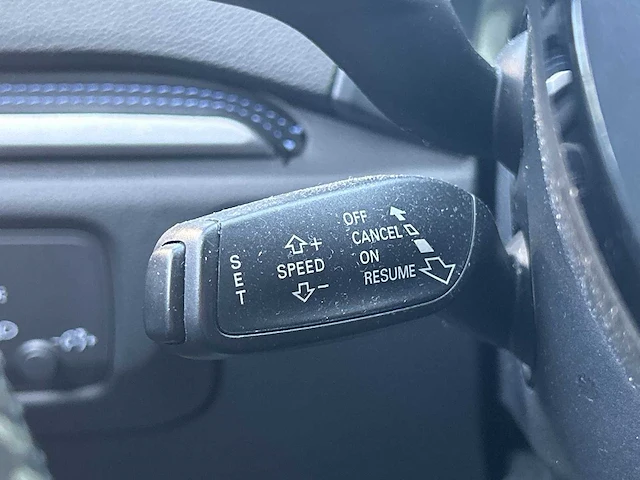 SET
+
SPEED
−
OFF
CANCEL
ON
RESUME